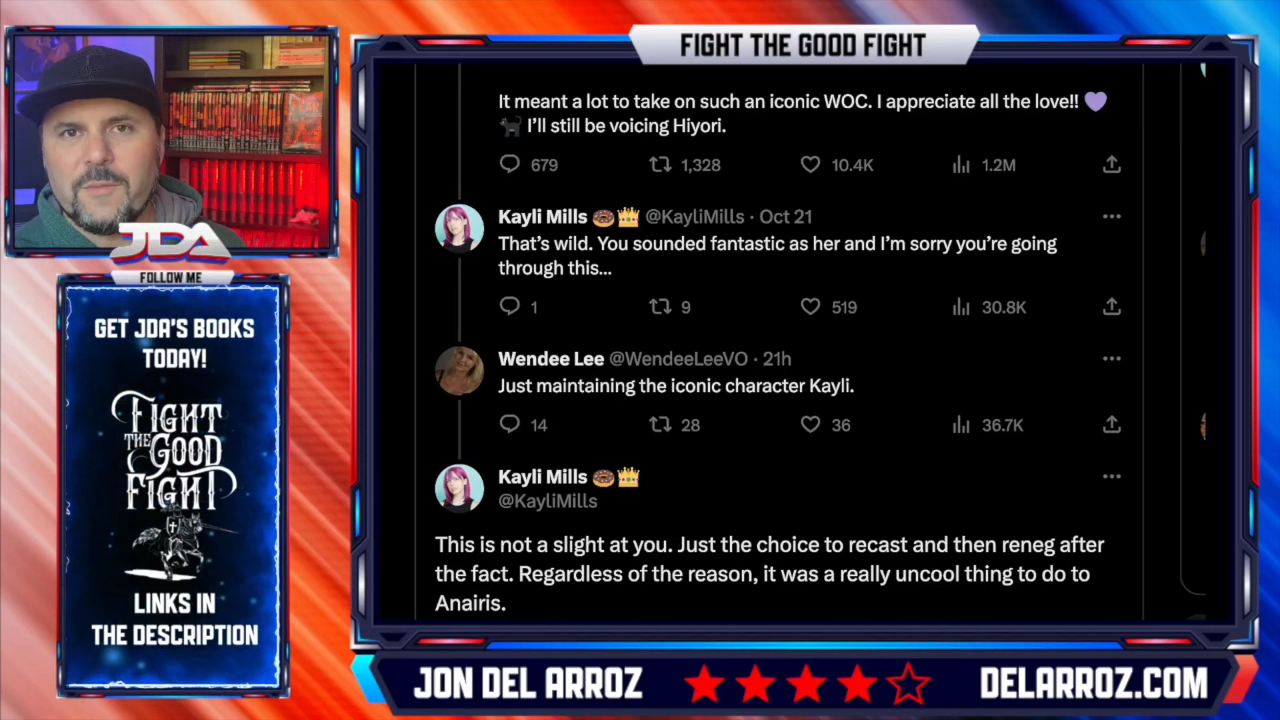 FIGHT THE GOOD FIGHT
It meant a lot to take on such an iconic WOC. I appreciate all the love!! 💜
🐈‍⬛ I'll still be voicing Hiyori.
679 1,328 10.4K 1.2M
Kayli Mills 🍩👑 @KayliMills · Oct 21
That's wild. You sounded fantastic as her and I'm sorry you're going
through this...
1 9 519 30.8K
Wendee Lee @WendeeLeeVO · 21h
Just maintaining the iconic character Kayli.
14 28 36 36.7K
Kayli Mills 🍩👑
@KayliMills
This is not a slight at you. Just the choice to recast and then reneg after
the fact. Regardless of the reason, it was a really uncool thing to do to
Anairis.
JDA
FOLLOW ME
GET JDA'S BOOKS
TODAY!
FIGHT
THE GOOD
FIGHT
LINKS IN
THE DESCRIPTION
JON DEL ARROZ
DELARROZ.COM